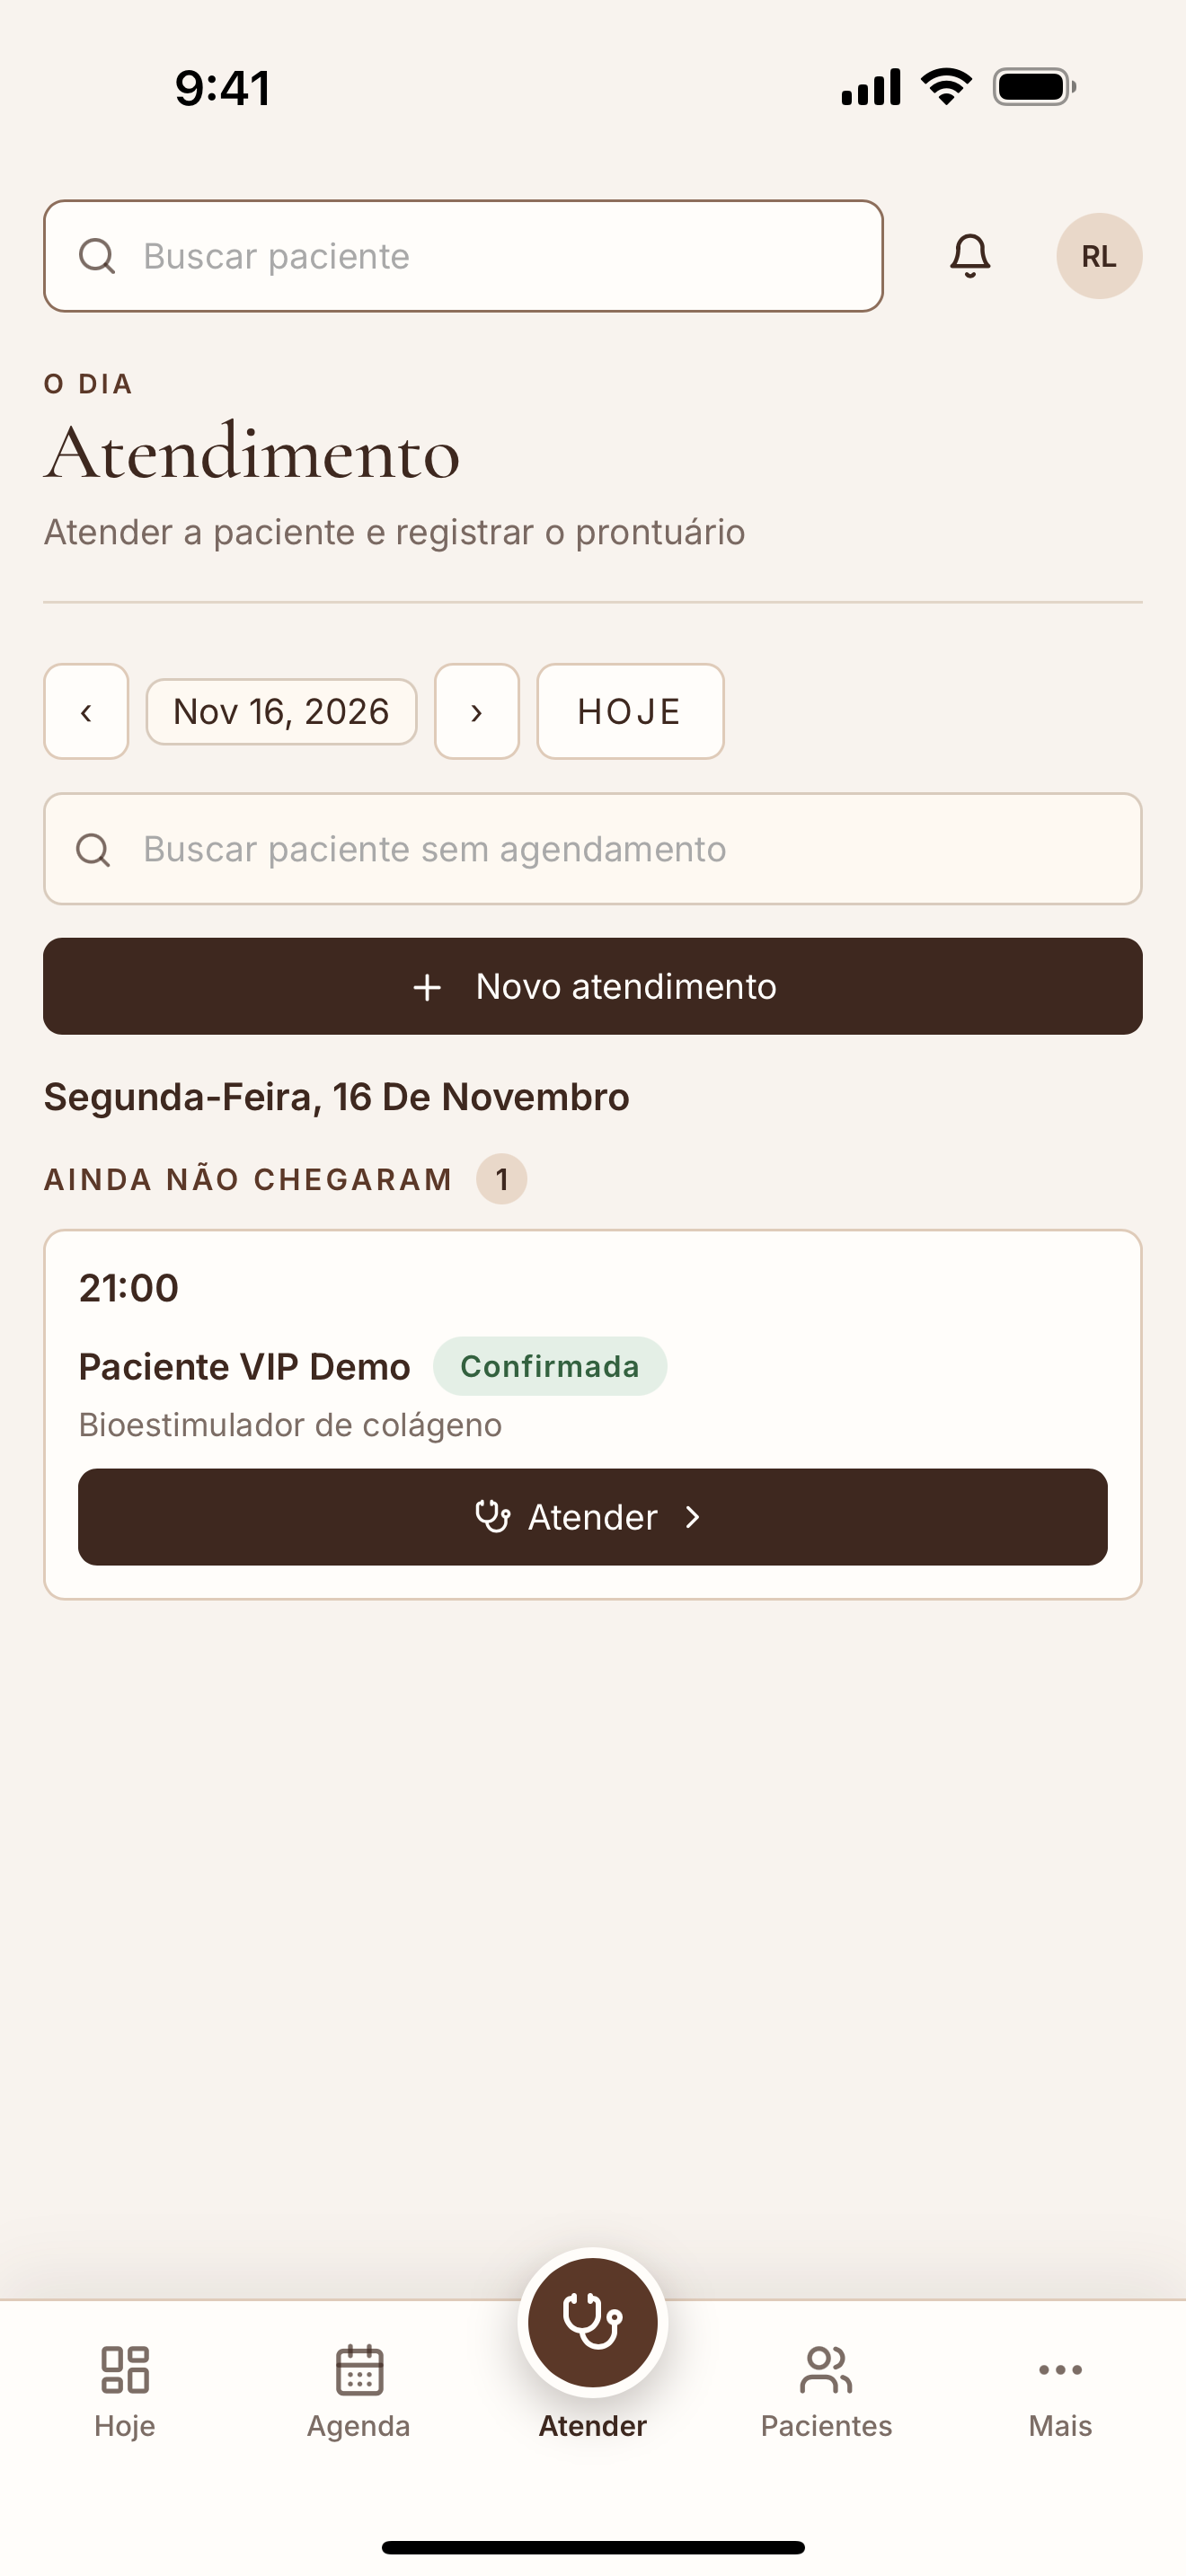 9:41
Buscar paciente
RL
O DIA
Atendimento
Atender a paciente e registrar o prontuário
‹ Nov 16, 2026 › HOJE
Buscar paciente sem agendamento
+ Novo atendimento
Segunda-Feira, 16 De Novembro
AINDA NÃO CHEGARAM 1
21:00
Paciente VIP Demo Confirmada
Bioestimulador de colágeno
Atender
Hoje Agenda Atender Pacientes Mais